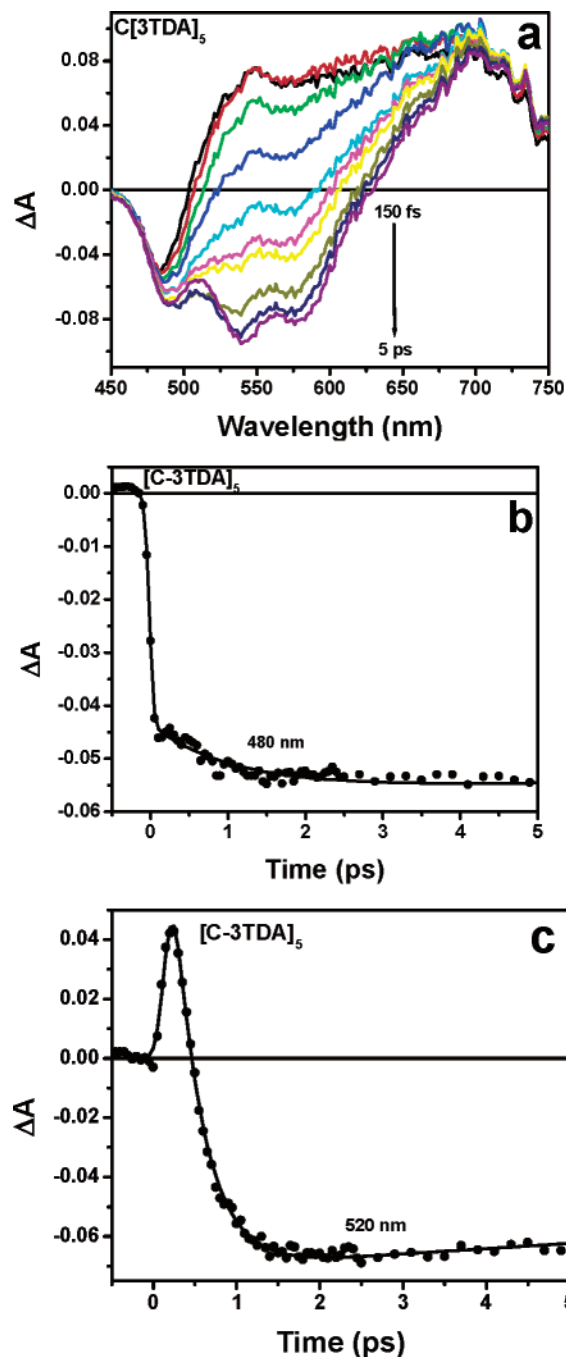 C[3TDA]5
a
0.08
0.04
0.00
-0.04
-0.08
ΔA
150 fs
5 ps
450 500 550 600 650 700 750
Wavelength (nm)
[C-3TDA]5
b
0.00
-0.01
-0.02
-0.03
-0.04
-0.05
-0.06
ΔA
480 nm
0 1 2 3 4 5
Time (ps)
[C-3TDA]5
c
0.04
0.02
0.00
-0.02
-0.04
-0.06
ΔA
520 nm
0 1 2 3 4 5
Time (ps)